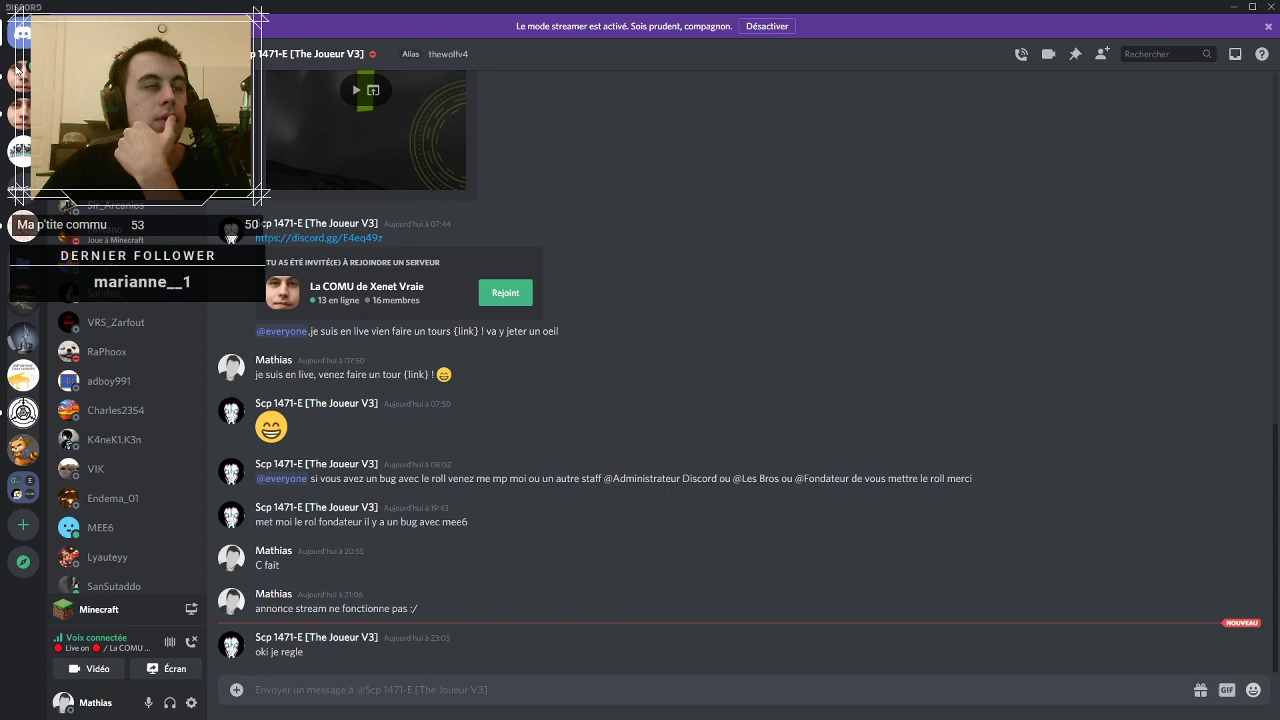 DISCORD
Le mode streamer est activé. Sois prudent, compagnon.
Désactiver
p 1471-E [The Joueur V3]
Alias
thewolfv4
Rechercher
Sir_Arcanios
Ma p'tite commu 53 50
Joue à Minecraft
DERNIER FOLLOWER
marianne__1
VRS_Zarfout
RaPhoox
adboy991
Charles2354
K4neK1.K3n
VIK
Endema_01
MEE6
Lyauteyy
SanSutaddo
Minecraft
Voix connectée
Live on / La COMU ...
Vidéo
Écran
Mathias
Scp 1471-E [The Joueur V3] Aujourd'hui à 07:44
https://discord.gg/E4eq49z
TU AS ÉTÉ INVITÉ(E) À REJOINDRE UN SERVEUR
La COMU de Xenet Vraie
13 en ligne 16 membres
Rejoint
@everyone,je suis en live vien faire un tours {link} ! va y jeter un oeil
Mathias Aujourd'hui à 07:50
je suis en live, venez faire un tour {link} ! 😄
Scp 1471-E [The Joueur V3] Aujourd'hui à 07:50
😄
Scp 1471-E [The Joueur V3] Aujourd'hui à 08:02
@everyone si vous avez un bug avec le roll venez me mp moi ou un autre staff @Administrateur Discord ou @Les Bros ou @Fondateur de vous mettre le roll merci
Scp 1471-E [The Joueur V3] Aujourd'hui à 19:43
met moi le rol fondateur il y a un bug avec mee6
Mathias Aujourd'hui à 20:55
C fait
Mathias Aujourd'hui à 21:06
annonce stream ne fonctionne pas :/
NOUVEAU
Scp 1471-E [The Joueur V3] Aujourd'hui à 23:05
oki je regle
Envoyer un message à @Scp 1471-E [The Joueur V3]
GIF